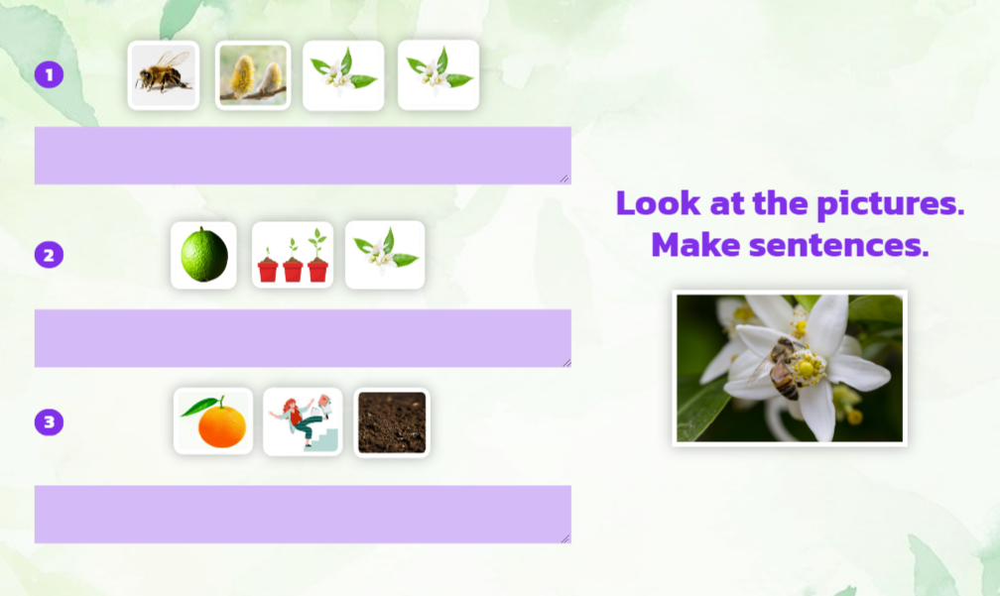 1
Look at the pictures.
Make sentences.
2
3